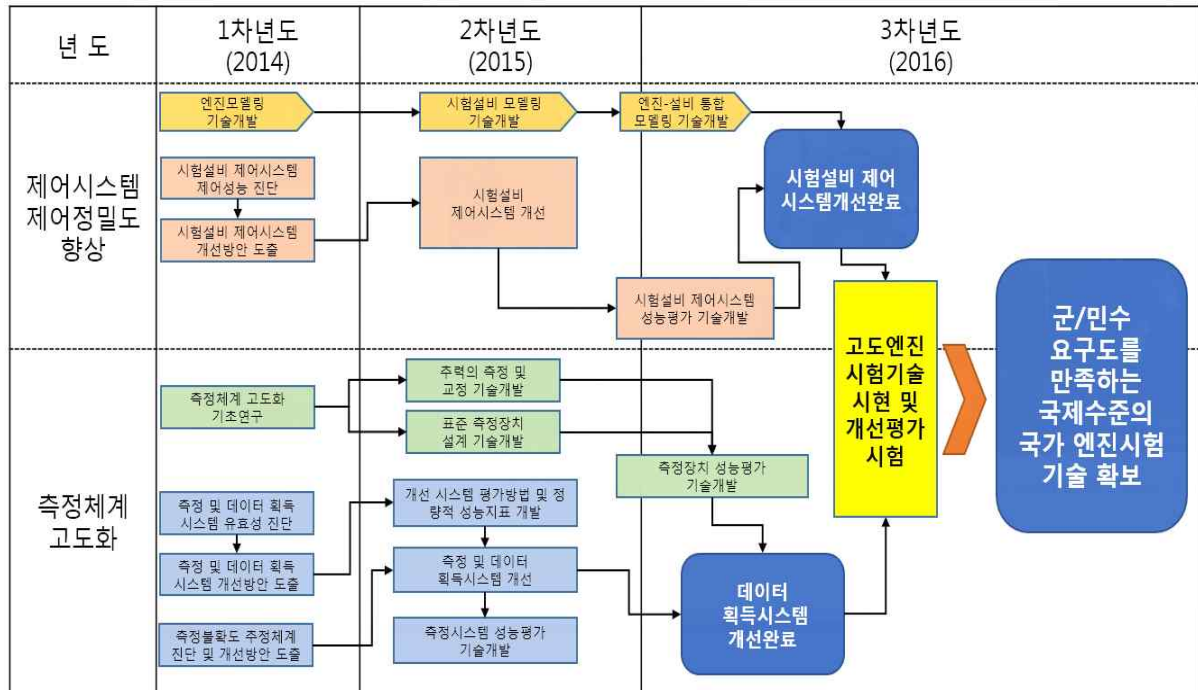 년 도
1차년도
(2014)
2차년도
(2015)
3차년도
(2016)
제어시스템
제어정밀도
향상
엔진모델링
기술개발
시험설비 모델링
기술개발
엔진-설비 통합
모델링 기술개발
시험설비 제어시스템
제어성능 진단
시험설비 제어시스템
개선방안 도출
시험설비
제어시스템 개선
시험설비 제어시스템
성능평가 기술개발
시험설비 제어
시스템개선완료
측정체계
고도화
측정체계 고도화
기초연구
추력의 측정 및
교정 기술개발
표준 측정장치
설계 기술개발
측정장치 성능평가
기술개발
측정 및 데이터 획득
시스템 유효성 진단
측정 및 데이터 획득
시스템 개선방안 도출
측정불확도 추정체계
진단 및 개선방안 도출
개선 시스템 평가방법 및 정
량적 성능지표 개발
측정 및 데이터
획득시스템 개선
측정시스템 성능평가
기술개발
데이터
획득시스템
개선완료
고도엔진
시험기술
시현 및
개선평가
시험
군/민수
요구도를
만족하는
국제수준의
국가 엔진시험
기술 확보